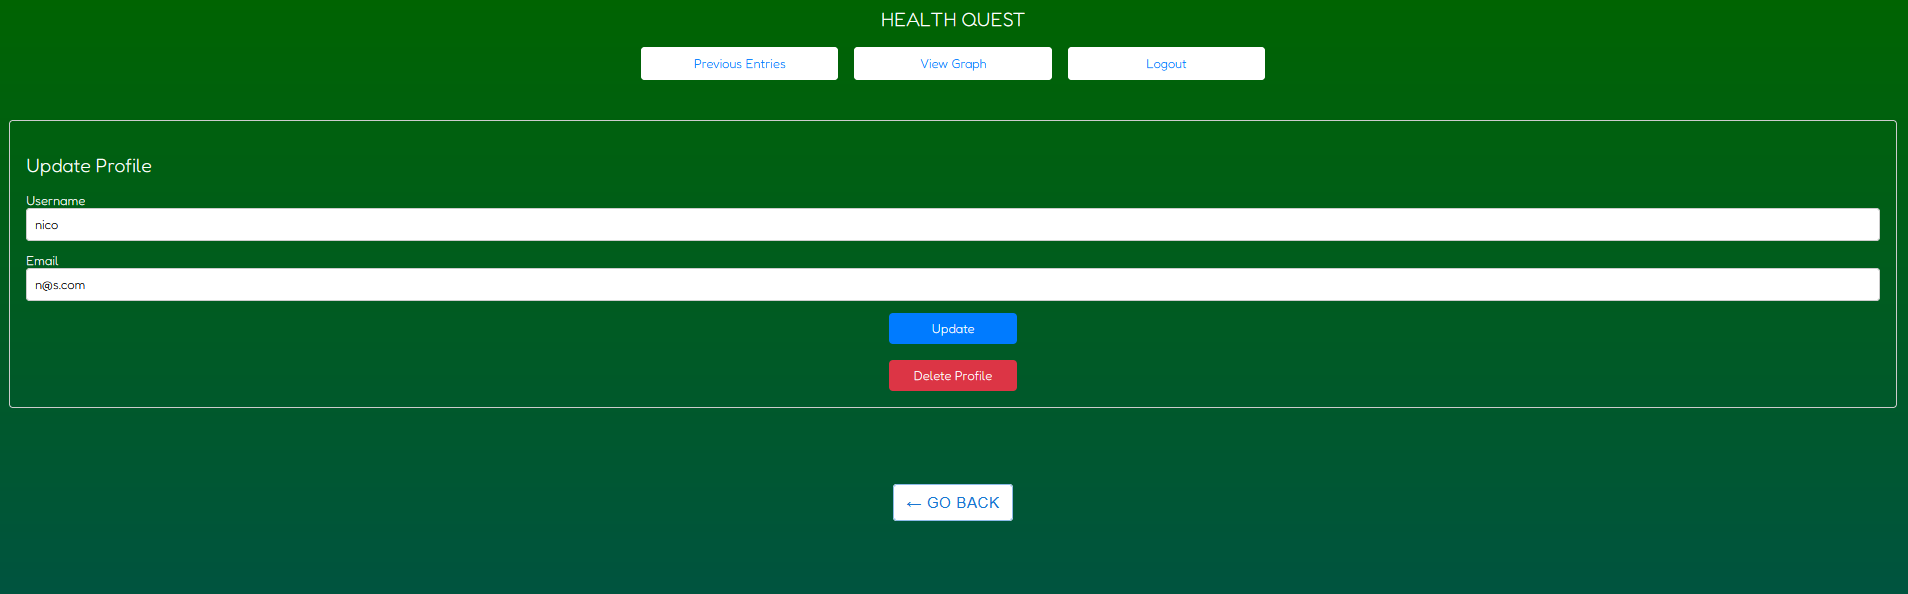 HEALTH QUEST
Previous Entries View Graph Logout
Update Profile
Username
nico
Email
n@s.com
Update
Delete Profile
← GO BACK